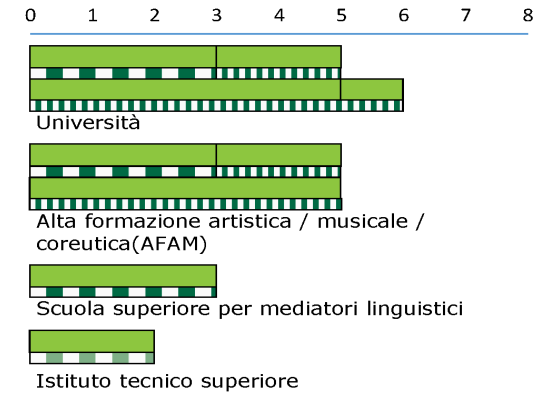 0 1 2 3 4 5 6 7 8
Università
Alta formazione artistica / musicale /
coreutica(AFAM)
Scuola superiore per mediatori linguistici
Istituto tecnico superiore